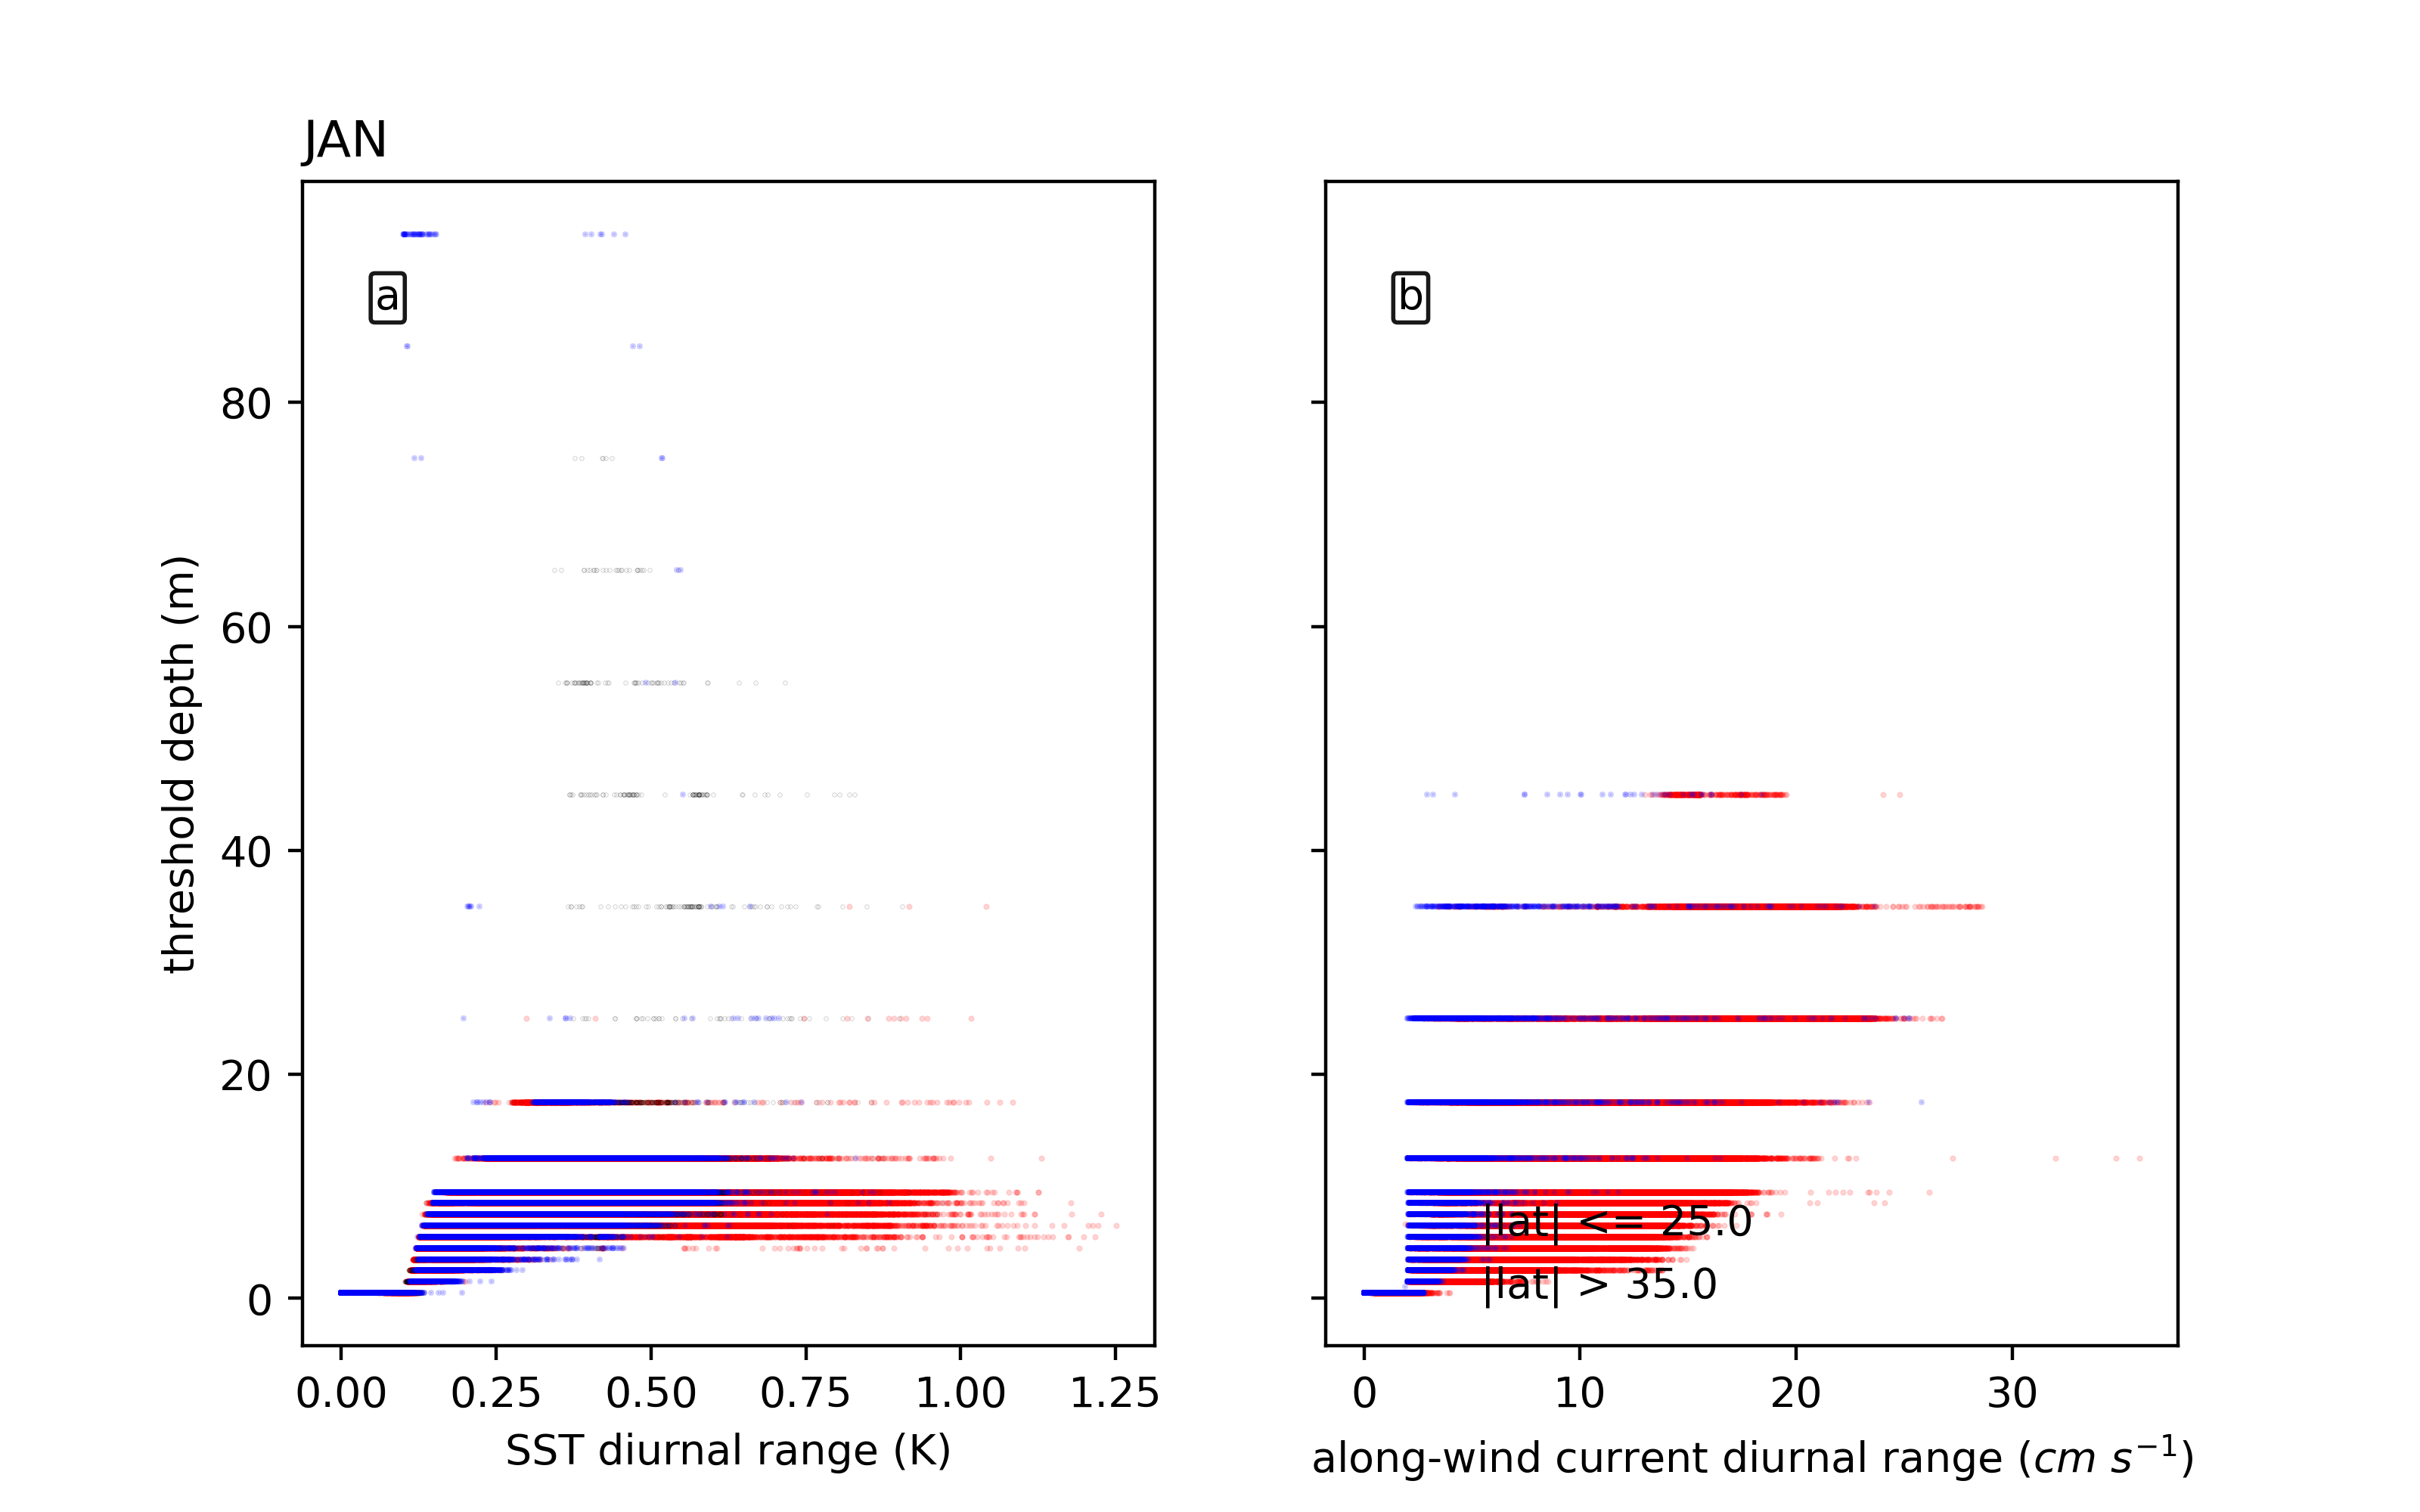 JAN
a
b
80
60
40
20
0
threshold depth (m)
|lat| <= 25.0
|lat| > 35.0
0.00 0.25 0.50 0.75 1.00 1.25
0 10 20 30
SST diurnal range (K)
along-wind current diurnal range (cm s⁻¹)